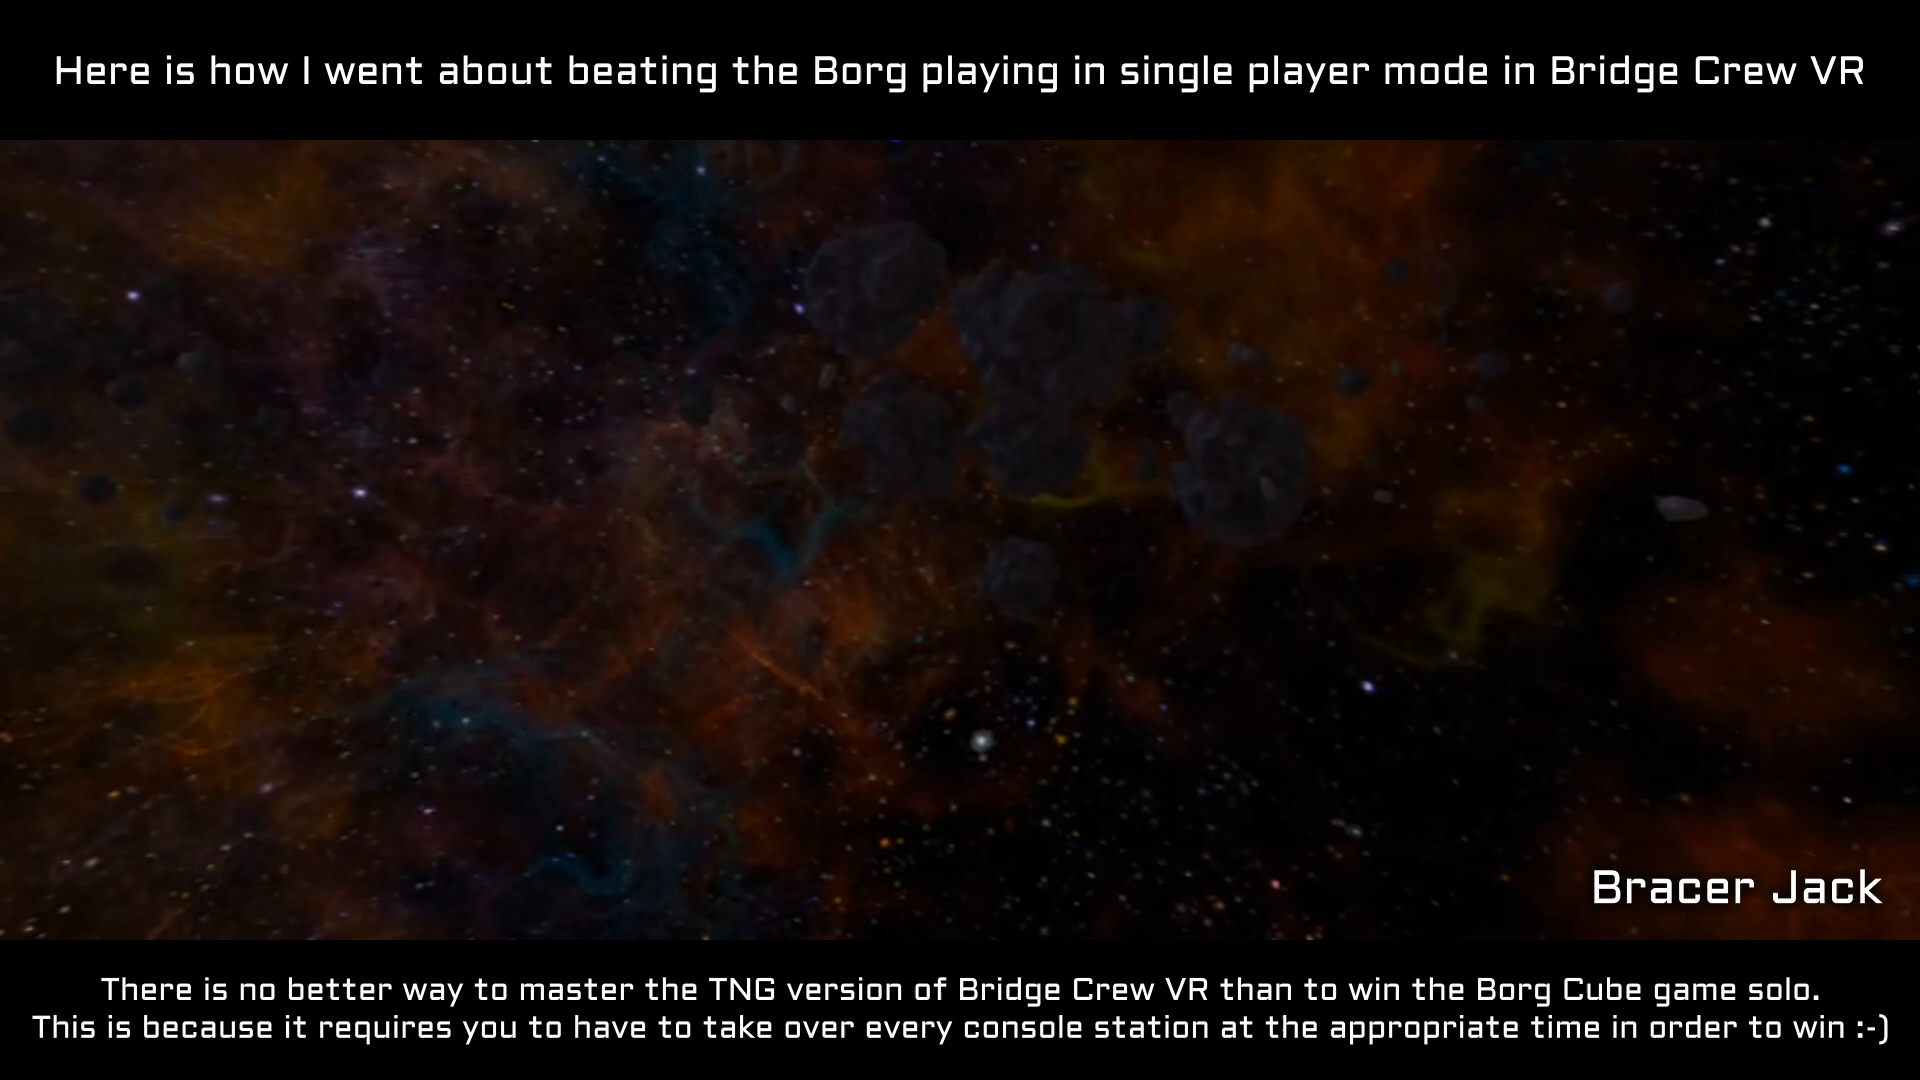 Here is how I went about beating the Borg playing in single player mode in Bridge Crew VR
Bracer Jack
There is no better way to master the TNG version of Bridge Crew VR than to win the Borg Cube game solo.
This is because it requires you to have to take over every console station at the appropriate time in order to win :-)